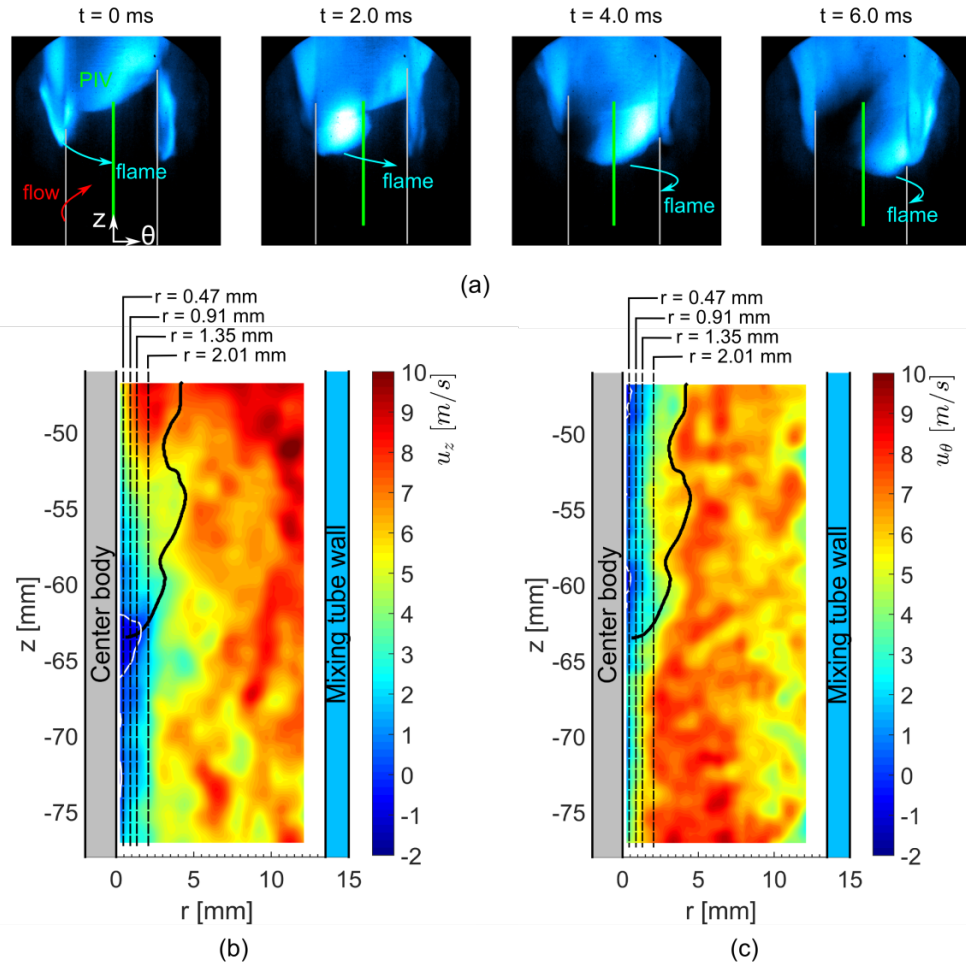 t = 0 ms
t = 2.0 ms
t = 4.0 ms
t = 6.0 ms
PIV
flame
flow
z
θ
flame
flame
flame
(a)
r = 0.47 mm
r = 0.91 mm
r = 1.35 mm
r = 2.01 mm
Center body
Mixing tube wall
z [mm]
-50
-55
-60
-65
-70
-75
0
5
10
15
r [mm]
10
9
8
7
6
5
4
3
2
1
0
-1
-2
u_z [m/s]
(b)
r = 0.47 mm
r = 0.91 mm
r = 1.35 mm
r = 2.01 mm
Center body
Mixing tube wall
z [mm]
-50
-55
-60
-65
-70
-75
0
5
10
15
r [mm]
10
9
8
7
6
5
4
3
2
1
0
-1
-2
u_θ [m/s]
(c)